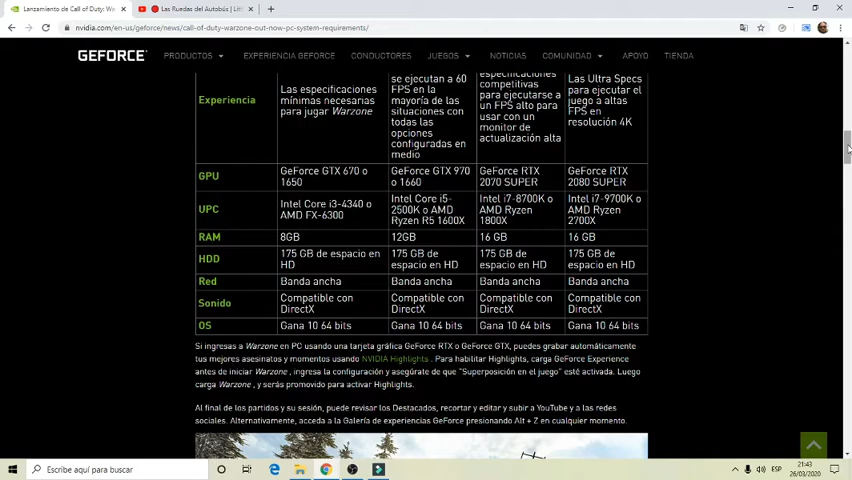 Lanzamiento de Call of Duty: Wa
Las Ruedas del Autobús | Litt
nvidia.com/en-us/geforce/news/call-of-duty-warzone-out-now-pc-system-requirements/
GEFORCE
PRODUCTOS
EXPERIENCIA GEFORCE
CONDUCTORES
JUEGOS
NOTICIAS
COMUNIDAD
APOYO
TIENDA
Experiencia
Las especificaciones
mínimas necesarias
para jugar Warzone
se ejecutan a 60
FPS en la
mayoría de las
situaciones con
todas las
opciones
configuradas en
medio
especificaciones
competitivas
para ejecutarse a
un FPS alto para
usar con un
monitor de
actualización alta
Las Ultra Specs
para ejecutar el
juego a altas
FPS en
resolución 4K
GPU
GeForce GTX 670 o
1650
GeForce GTX 970
o 1660
GeForce RTX
2070 SUPER
GeForce RTX
2080 SUPER
UPC
Intel Core i3-4340 o
AMD FX-6300
Intel Core i5-
2500K o AMD
Ryzen R5 1600X
Intel i7-8700K o
AMD Ryzen
1800X
Intel i7-9700K o
AMD Ryzen
2700X
RAM
8GB
12GB
16 GB
16 GB
HDD
175 GB de espacio en
HD
175 GB de
espacio en HD
175 GB de
espacio en HD
175 GB de
espacio en HD
Red
Banda ancha
Banda ancha
Banda ancha
Banda ancha
Sonido
Compatible con
DirectX
Compatible con
DirectX
Compatible con
DirectX
Compatible con
DirectX
OS
Gana 10 64 bits
Gana 10 64 bits
Gana 10 64 bits
Gana 10 64 bits
Si ingresas a Warzone en PC usando una tarjeta gráfica GeForce RTX o GeForce GTX, puedes grabar automáticamente
tus mejores asesinatos y momentos usando NVIDIA Highlights . Para habilitar Highlights, carga GeForce Experience
antes de iniciar Warzone , ingresa la configuración y asegúrate de que "Superposición en el juego" esté activada. Luego
carga Warzone , y serás promovido para activar Highlights.
Al final de los partidos y su sesión, puede revisar los Destacados, recortar y editar y subir a YouTube y a las redes
sociales. Alternativamente, acceda a la Galería de experiencias GeForce presionando Alt + Z en cualquier momento.
Escribe aquí para buscar
ESP
21:43
26/03/2020